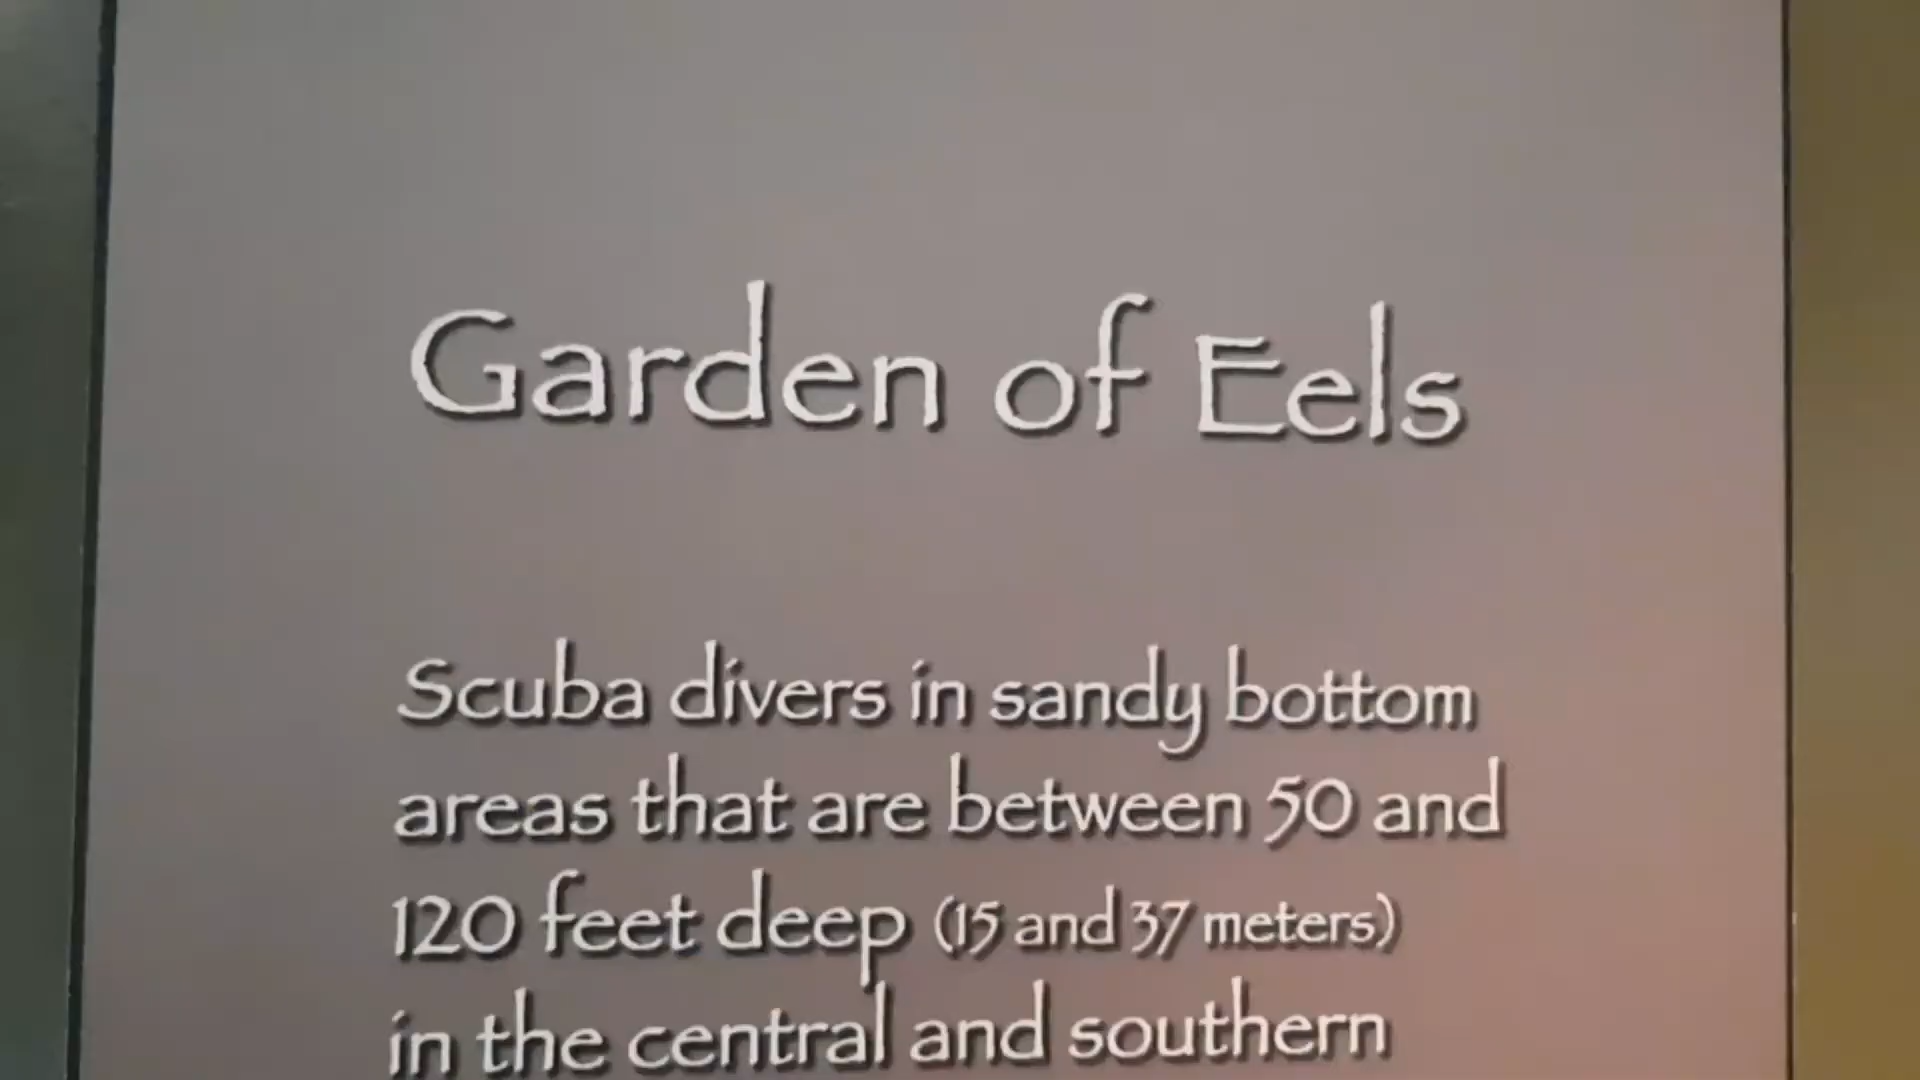 Garden of Eels
Scuba divers in sandy bottom
areas that are between 50 and
120 feet deep (15 and 37 meters)
in the central and southern